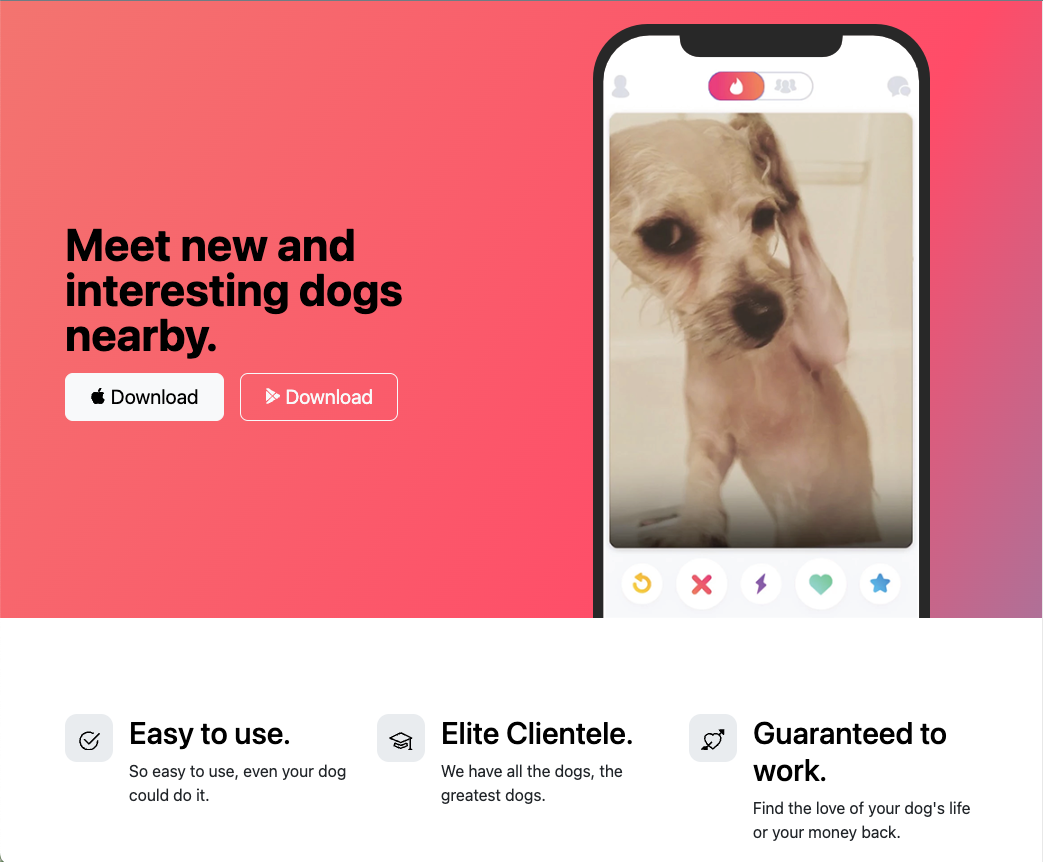 Meet new and
interesting dogs
nearby.
Download
Download
Easy to use.
So easy to use, even your dog
could do it.
Elite Clientele.
We have all the dogs, the
greatest dogs.
Guaranteed to
work.
Find the love of your dog's life
or your money back.